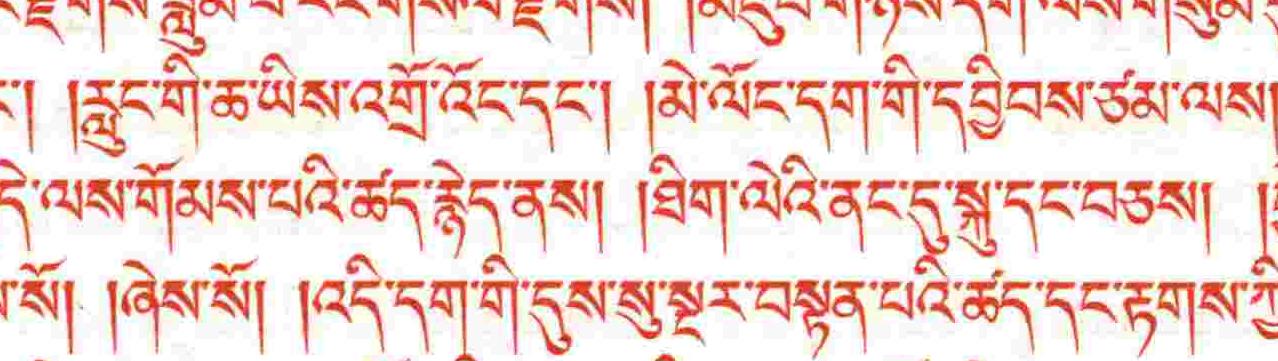 ང་། །རླུང་གི་ཆ་ཡིས་འགྲོ་འོང་དང་། །མེ་ལོང་དག་གི་དབྱིབས་ཙམ་ལས།
དེ་ལས་གོམས་པའི་ཚད་རྙེད་ནས། །ཐིག་ལེའི་ནང་དུ་སྐུ་དང་བཅས། །
ས་སོ། །ཞེས་སོ། །འདི་དག་གི་དུས་སུ་སྔར་བསྟན་པའི་ཚད་དང་རྟགས་ཀྱི